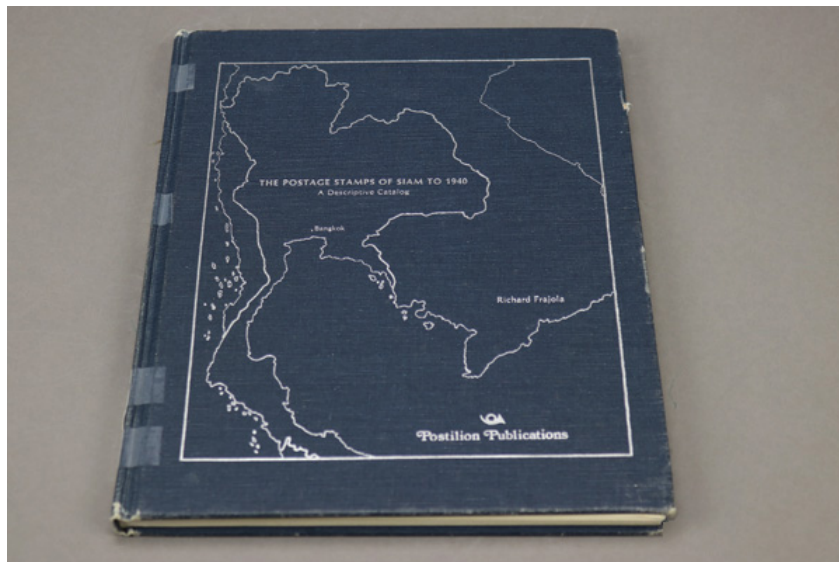 THE POSTAGE STAMPS OF SIAM TO 1940
A Descriptive Catalog
Bangkok
Richard Frajola
Postilion Publications